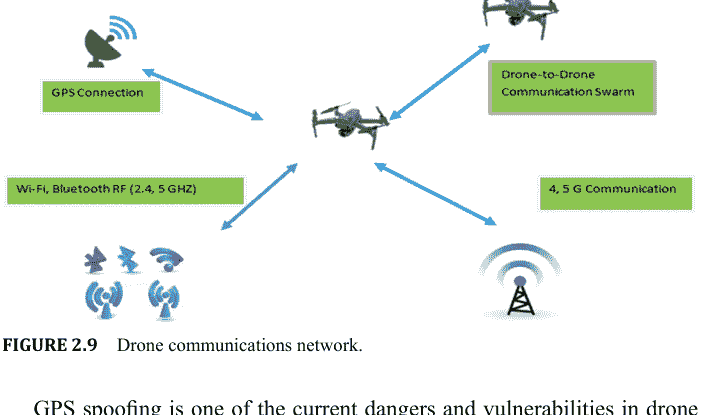 GPS Connection
Drone-to-Drone
Communication Swarm
Wi-Fi, Bluetooth RF (2.4, 5 GHZ)
4, 5 G Communication
FIGURE 2.9 Drone communications network.
GPS spoofing is one of the current dangers and vulnerabilities in drone